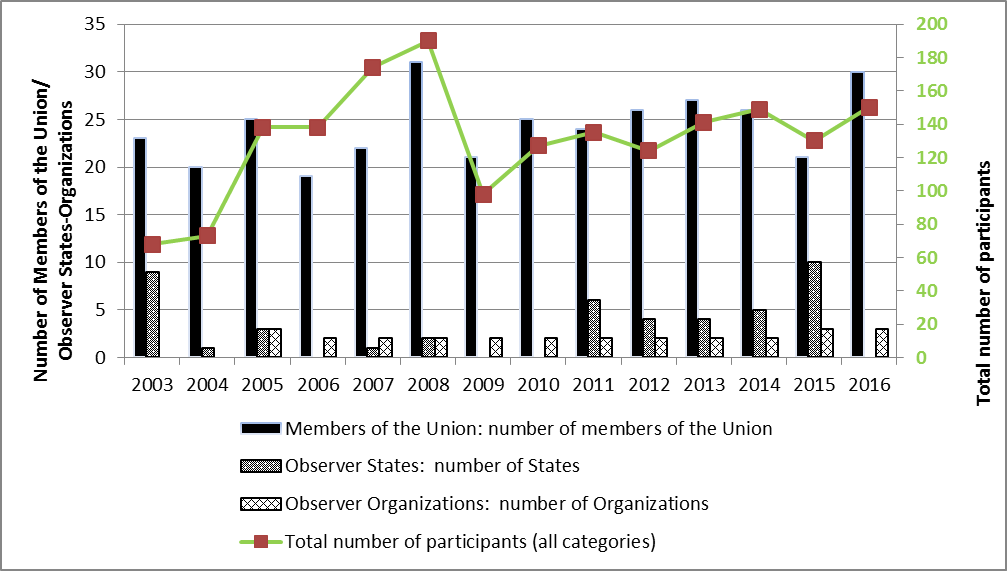 Number of Members of the Union/
Observer States-Organizations
35
30
25
20
15
10
5
0
200
180
160
140
120
100
80
60
40
20
0
Total number of participants
2003 2004 2005 2006 2007 2008 2009 2010 2011 2012 2013 2014 2015 2016
Members of the Union: number of members of the Union
Observer States:  number of States
Observer Organizations:  number of Organizations
Total number of participants (all categories)